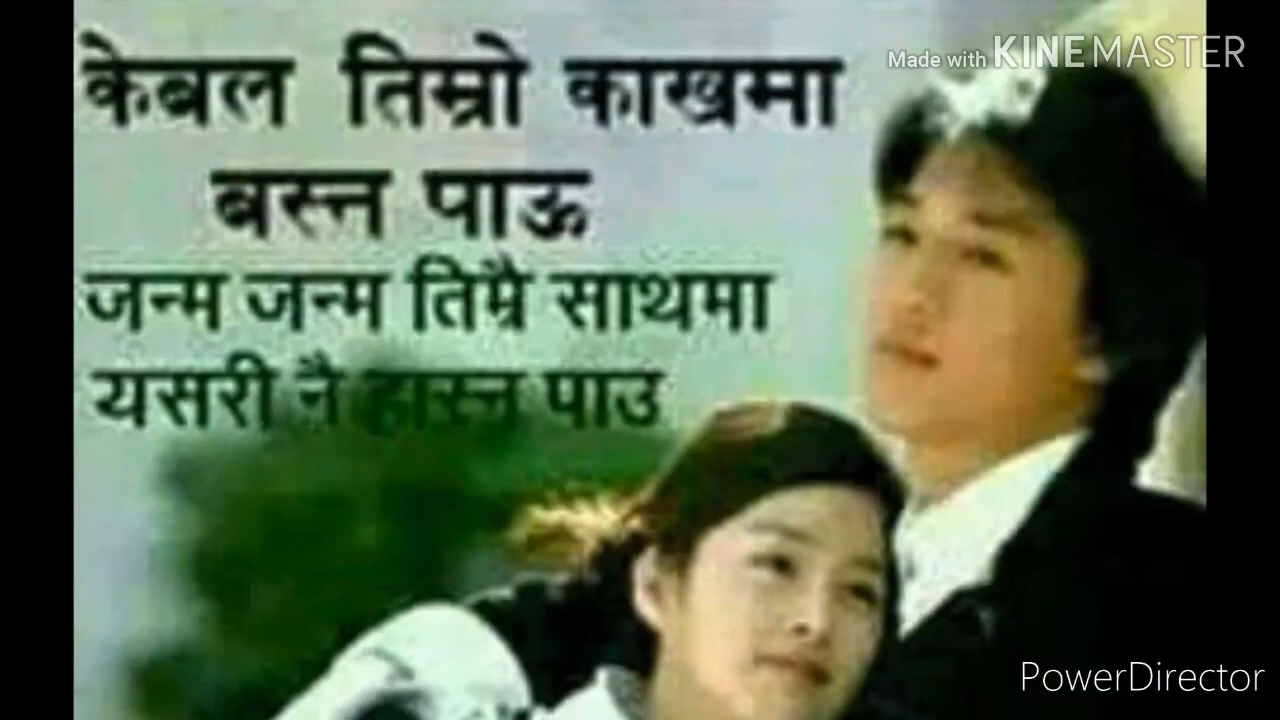 Made with KINEMASTER
केबल तिम्रो काखमा
बस्न पाऊ
जन्म जन्म तिम्रै साथमा
यसरी नै हास्न पाउ
PowerDirector